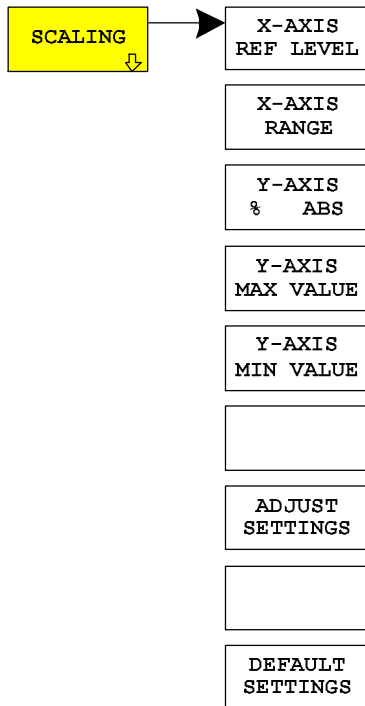 SCALING
X-AXIS
REF LEVEL
X-AXIS
RANGE
Y-AXIS
% ABS
Y-AXIS
MAX VALUE
Y-AXIS
MIN VALUE
ADJUST
SETTINGS
DEFAULT
SETTINGS